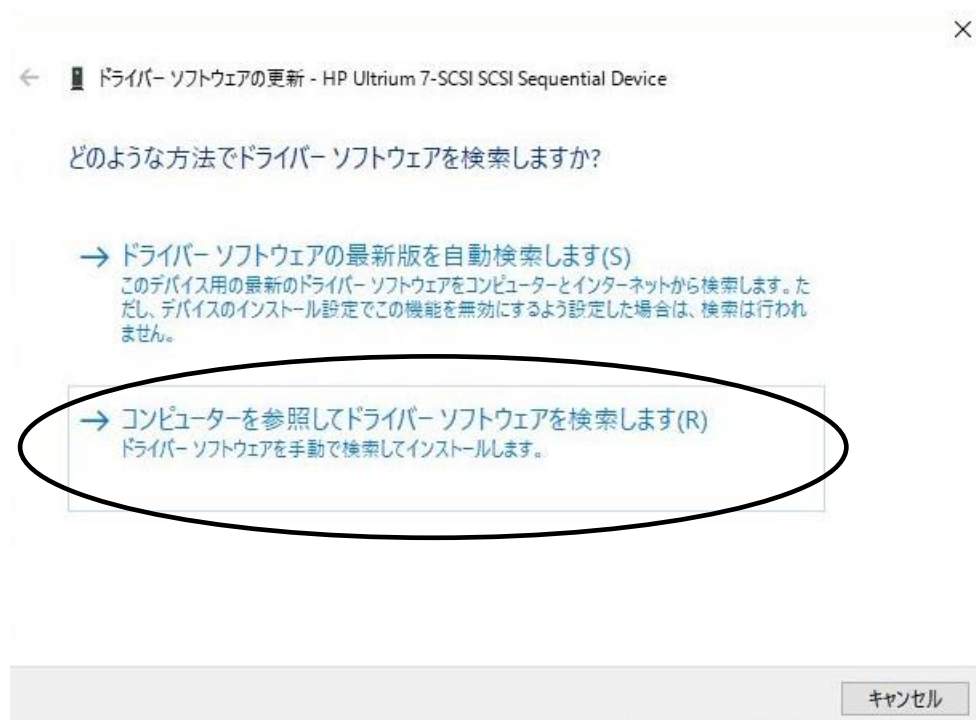 ドライバー ソフトウェアの更新 - HP Ultrium 7-SCSI SCSI Sequential Device
どのような方法でドライバー ソフトウェアを検索しますか?
→ ドライバー ソフトウェアの最新版を自動検索します(S)
このデバイス用の最新のドライバー ソフトウェアをコンピューターとインターネットから検索します。た
だし、デバイスのインストール設定でこの機能を無効にするよう設定した場合は、検索は行われ
ません。
→ コンピューターを参照してドライバー ソフトウェアを検索します(R)
ドライバー ソフトウェアを手動で検索してインストールします。
キャンセル